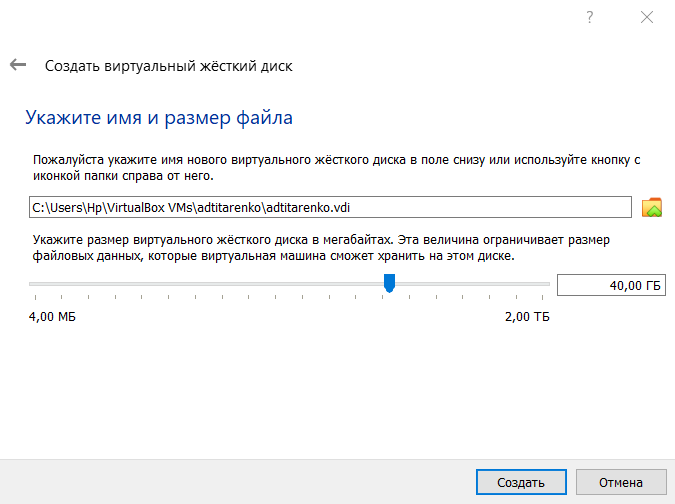 ?
Создать виртуальный жёсткий диск
Укажите имя и размер файла
Пожалуйста укажите имя нового виртуального жёсткого диска в поле снизу или используйте кнопку с
иконкой папки справа от него.
C:\Users\Hp\VirtualBox VMs\adtitarenko\adtitarenko.vdi
Укажите размер виртуального жёсткого диска в мегабайтах. Эта величина ограничивает размер
файловых данных, которые виртуальная машина сможет хранить на этом диске.
40,00 ГБ
4,00 МБ 2,00 ТБ
Создать Отмена